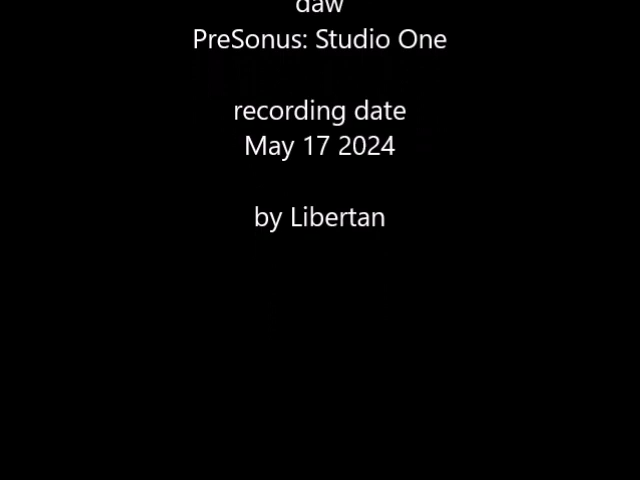 daw
PreSonus: Studio One
recording date
May 17 2024
by Libertan